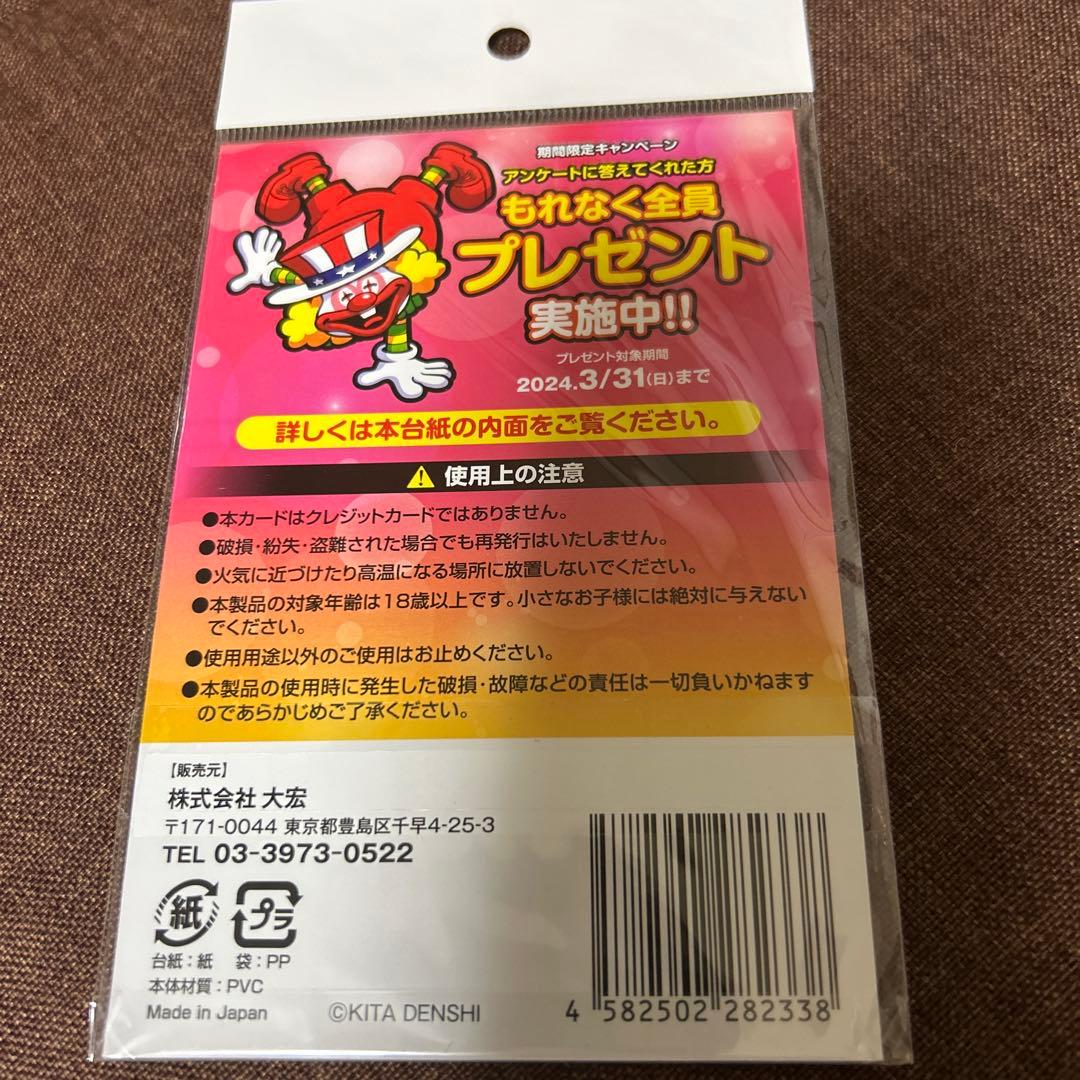 期間限定キャンペーン
アンケートに答えてくれた方
もれなく全員
プレゼント
実施中!!
プレゼント対象期間
2024.3/31(日)まで
詳しくは本台紙の内面をご覧ください。
使用上の注意
●本カードはクレジットカードではありません。
●破損・紛失・盗難された場合でも再発行はいたしません。
●火気に近づけたり高温になる場所に放置しないでください。
●本製品の対象年齢は18歳以上です。小さなお子様には絶対に与えない
でください。
●使用用途以外のご使用はお止めください。
●本製品の使用時に発生した破損・故障などの責任は一切負いかねます
のであらかじめご了承ください。
【販売元】
株式会社 大宏
〒171-0044 東京都豊島区千早4-25-3
TEL 03-3973-0522
紙 プラ
台紙:紙 袋:PP
本体材質:PVC
Made in Japan
©KITA DENSHI
4 582502 282338